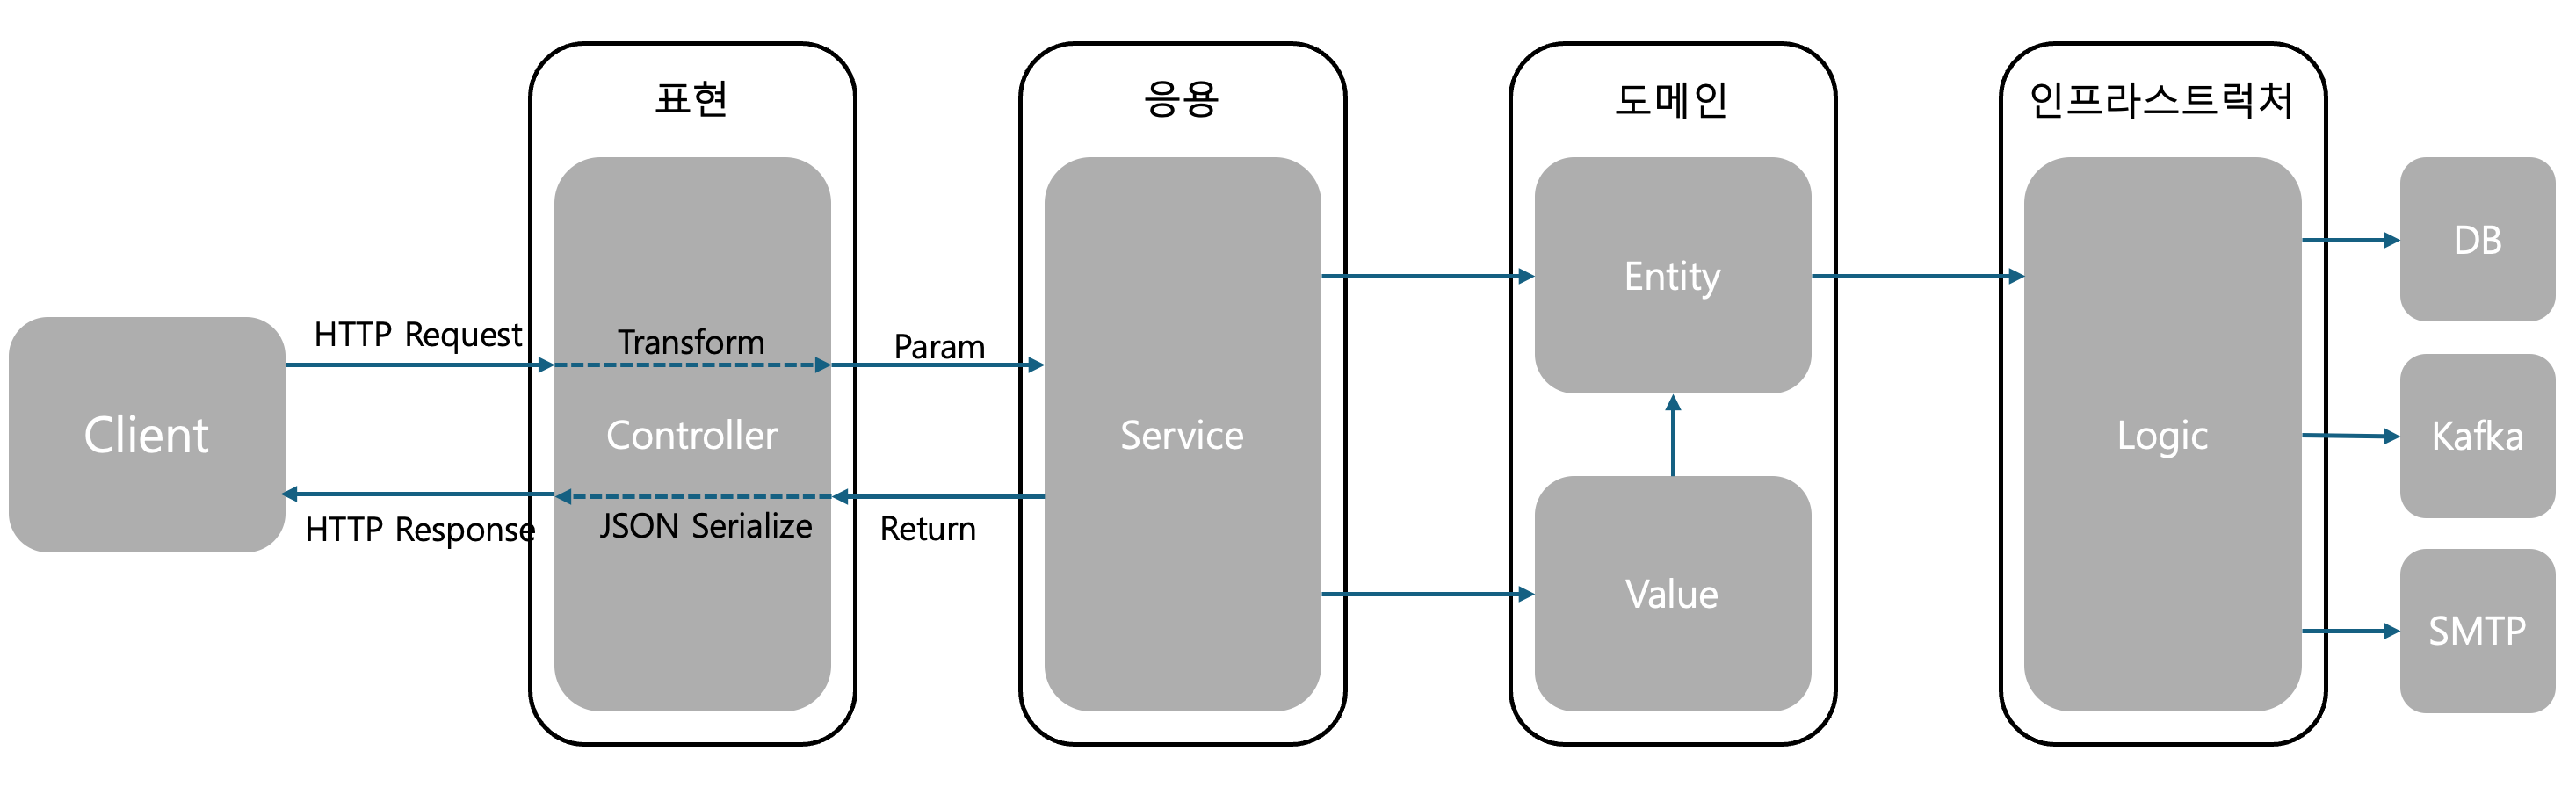 표현
응용
도메인
인프라스트럭처
Client
HTTP Request
HTTP Response
Transform
Controller
JSON Serialize
Param
Return
Service
Entity
Value
Logic
DB
Kafka
SMTP